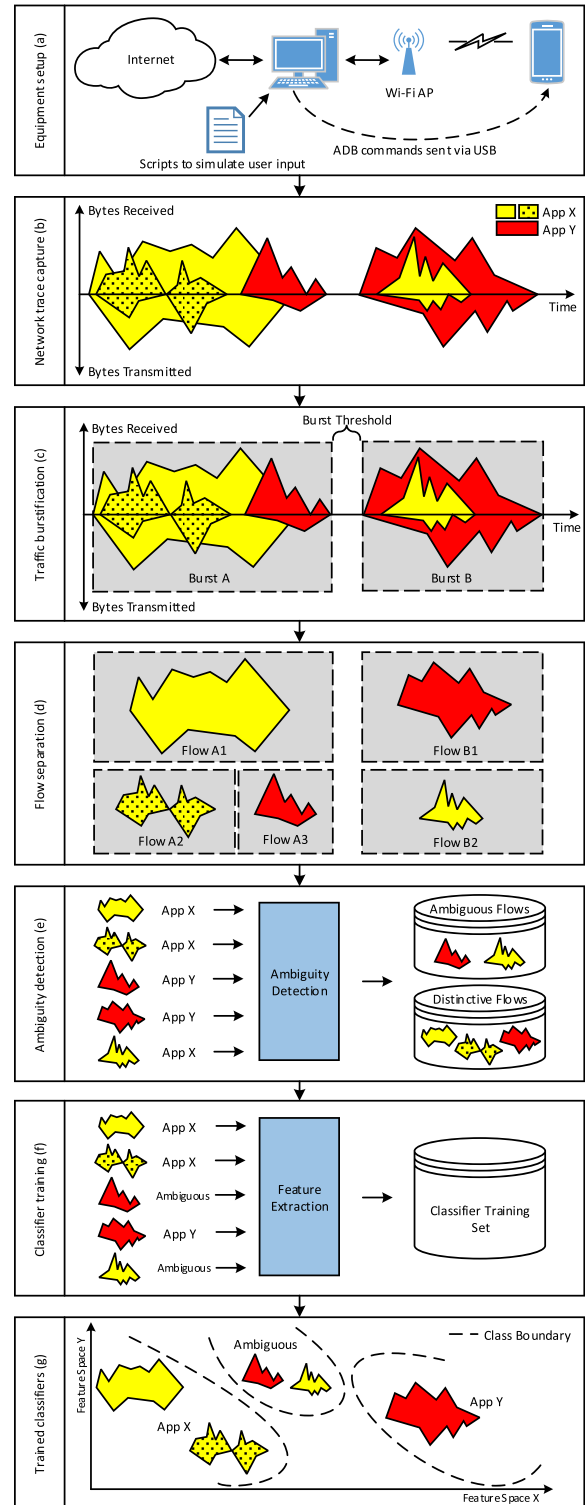 Equipment setup (a)
Internet
Wi-Fi AP
Scripts to simulate user input
ADB commands sent via USB
Network trace capture (b)
Bytes Received
App X
App Y
Time
Bytes Transmitted
Traffic burstification (c)
Burst Threshold
Bytes Received
Time
Burst A
Burst B
Bytes Transmitted
Flow separation (d)
Flow A1
Flow B1
Flow A2
Flow A3
Flow B2
Ambiguity detection (e)
App X
App X
App Y
App Y
App X
Ambiguity
Detection
Ambiguous Flows
Distinctive Flows
Classifier training (f)
App X
App X
Ambiguous
App Y
Ambiguous
Feature
Extraction
Classifier Training
Set
Trained classifiers (g)
Feature Space Y
Ambiguous
Class Boundary
App X
App Y
Feature Space X